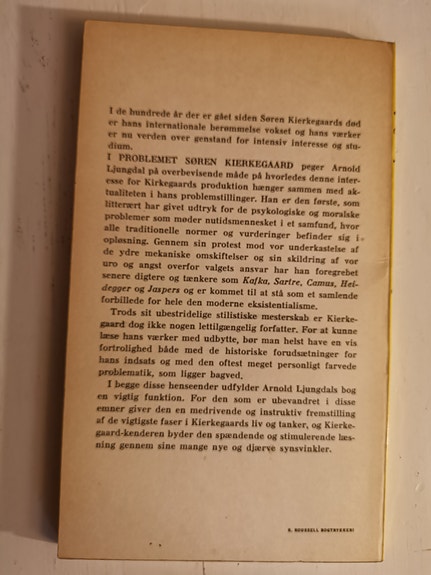 I de hundrede år der er gået siden Søren Kierkegaards død
er hans internationale berømmelse vokset og hans værker
er nu verden over genstand for intensiv interesse og stu-
dium.
I PROBLEMET SØREN KIERKEGAARD peger Arnold
Ljungdal på overbevisende måde på hvorledes denne inter-
esse for Kirkegaards produktion hænger sammen med ak-
tualiteten i hans problemstillinger. Han er den første, som
litterært har givet udtryk for de psykologiske og moralske
problemer som møder nutidsmennesket i et samfund, hvor
alle traditionelle normer og vurderinger befinder sig i
opløsning. Gennem sin protest mod vor underkastelse af
de ydre mekaniske omskiftelser og sin skildring af vor
uro og angst overfor valgets ansvar har han foregrebet
senere digtere og tænkere som Kafka, Sartre, Camus, Hei-
degger og Jaspers og er kommet til at stå som et samlende
forbillede for hele den moderne eksistentialisme.
Trods sit ubestridelige stilistiske mesterskab er Kierke-
gaard dog ikke nogen lettilgængelig forfatter. For at kunne
læse hans værker med udbytte, bør man helst have en vis
fortrolighed både med de historiske forudsætninger for
hans indsats og med den oftest meget personligt farvede
problematik, som ligger bagved.
I begge disse henseender udfylder Arnold Ljungdals bog
en vigtig funktion. For den som er ubevandret i disse
emner giver den en medrivende og instruktiv fremstilling
af de vigtigste faser i Kierkegaards liv og tanker, og Kierke-
gaard-kenderen byder den spændende og stimulerende læs-
ning gennem sine mange nye og djærve synsvinkler.
BOGTRYKKERI